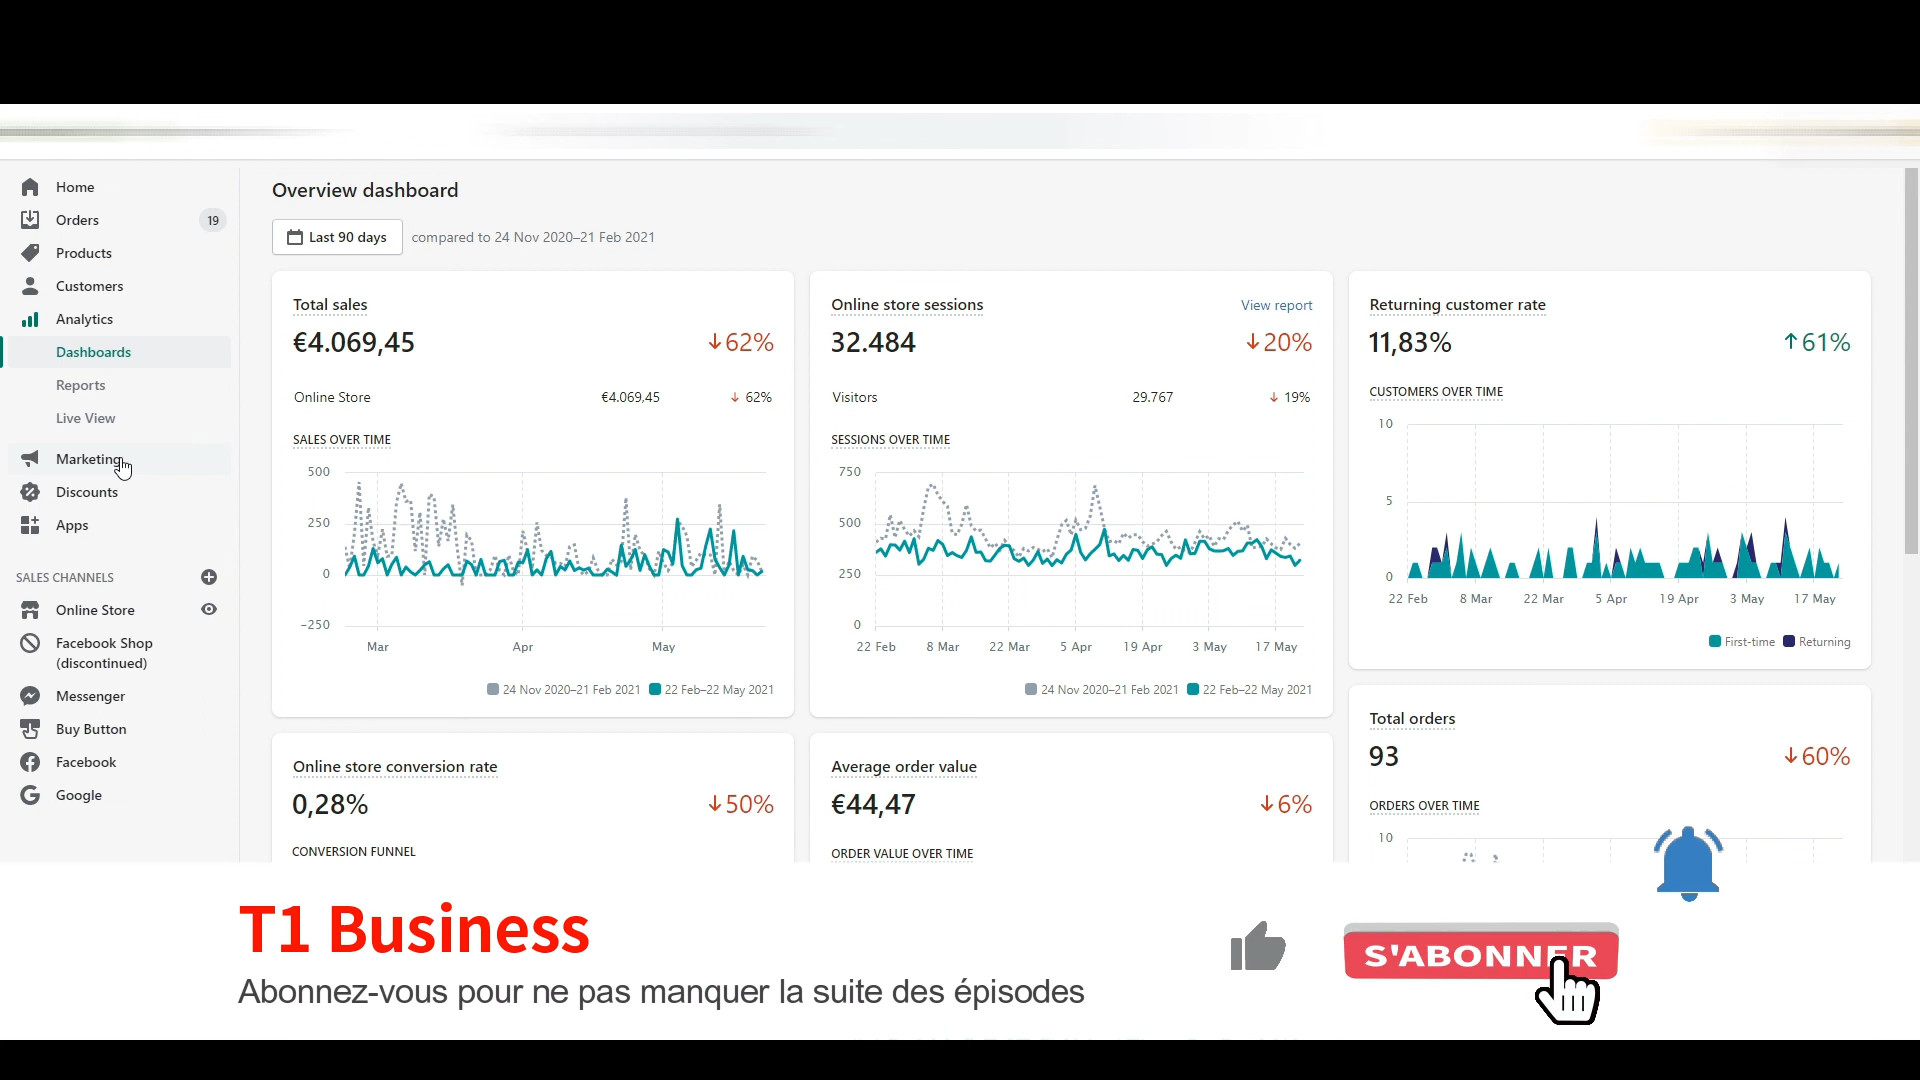 Home
Orders 19
Products
Customers
Analytics
Dashboards
Reports
Live View
Marketing
Discounts
Apps
SALES CHANNELS
Online Store
Facebook Shop
(discontinued)
Messenger
Buy Button
Facebook
Google
Overview dashboard
Last 90 days compared to 24 Nov 2020–21 Feb 2021
Total sales
€4.069,45 ↓62%
Online Store €4.069,45 ↓ 62%
SALES OVER TIME
500
250
0
-250
Mar Apr May
24 Nov 2020–21 Feb 2021 22 Feb–22 May 2021
Online store sessions View report
32.484 ↓20%
Visitors 29.767 ↓ 19%
SESSIONS OVER TIME
750
500
250
0
22 Feb 8 Mar 22 Mar 5 Apr 19 Apr 3 May 17 May
24 Nov 2020–21 Feb 2021 22 Feb–22 May 2021
Returning customer rate
11,83% ↑61%
CUSTOMERS OVER TIME
10
5
0
22 Feb 8 Mar 22 Mar 5 Apr 19 Apr 3 May 17 May
First-time Returning
Online store conversion rate
0,28% ↓50%
CONVERSION FUNNEL
Average order value
€44,47 ↓6%
ORDER VALUE OVER TIME
Total orders
93 ↓60%
ORDERS OVER TIME
10
T1 Business
Abonnez-vous pour ne pas manquer la suite des épisodes
S'ABONNER